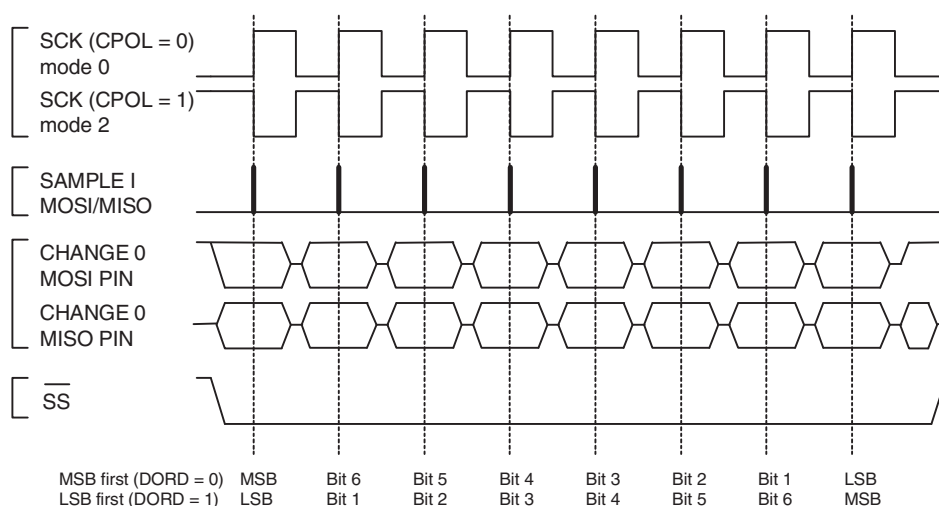 SCK (CPOL = 0)
mode 0
SCK (CPOL = 1)
mode 2
SAMPLE I
MOSI/MISO
CHANGE 0
MOSI PIN
CHANGE 0
MISO PIN
SS
MSB first (DORD = 0) MSB Bit 6 Bit 5 Bit 4 Bit 3 Bit 2 Bit 1 LSB
LSB first (DORD = 1) LSB Bit 1 Bit 2 Bit 3 Bit 4 Bit 5 Bit 6 MSB